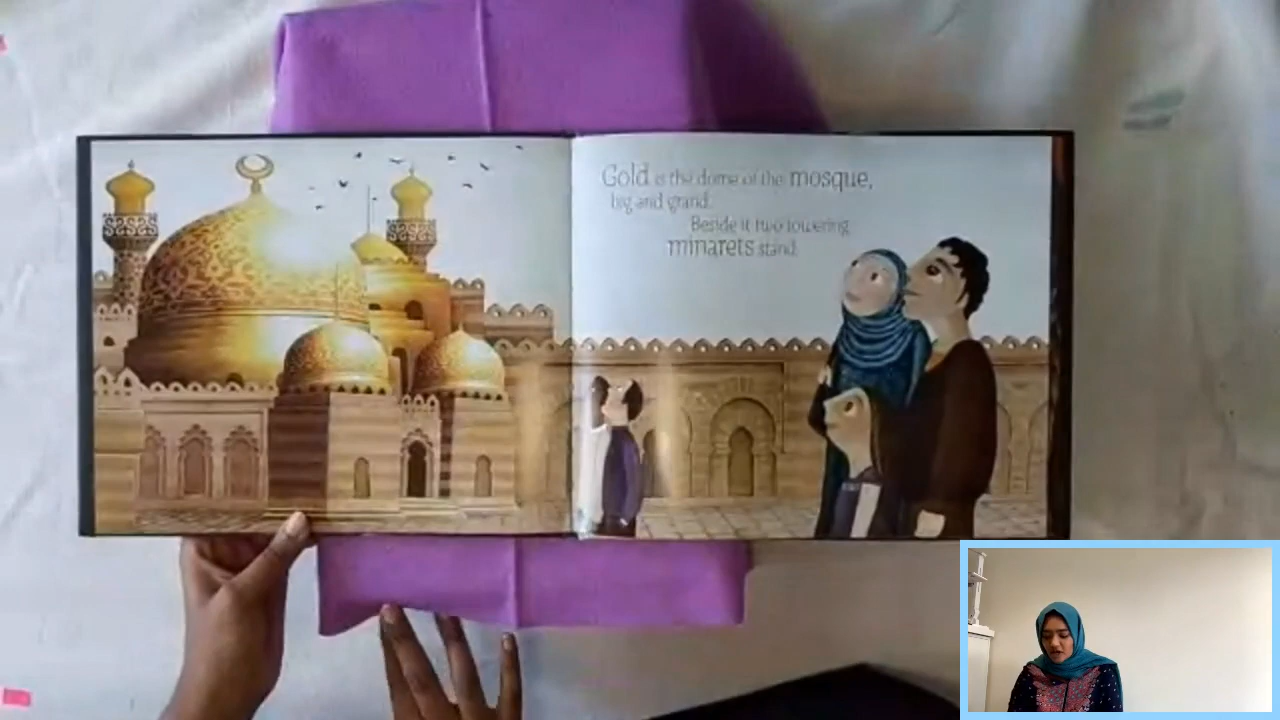 Gold is the dome of the mosque,
big and grand.
Beside it two towering
minarets stand.